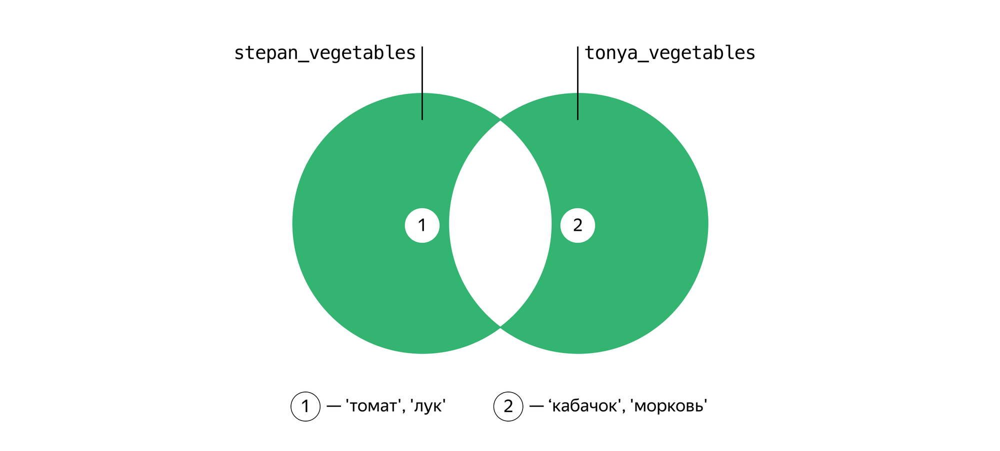 stepan_vegetables
tonya_vegetables
1
2
1 — 'томат', 'лук'
2 — ‘кабачок', 'морковь'